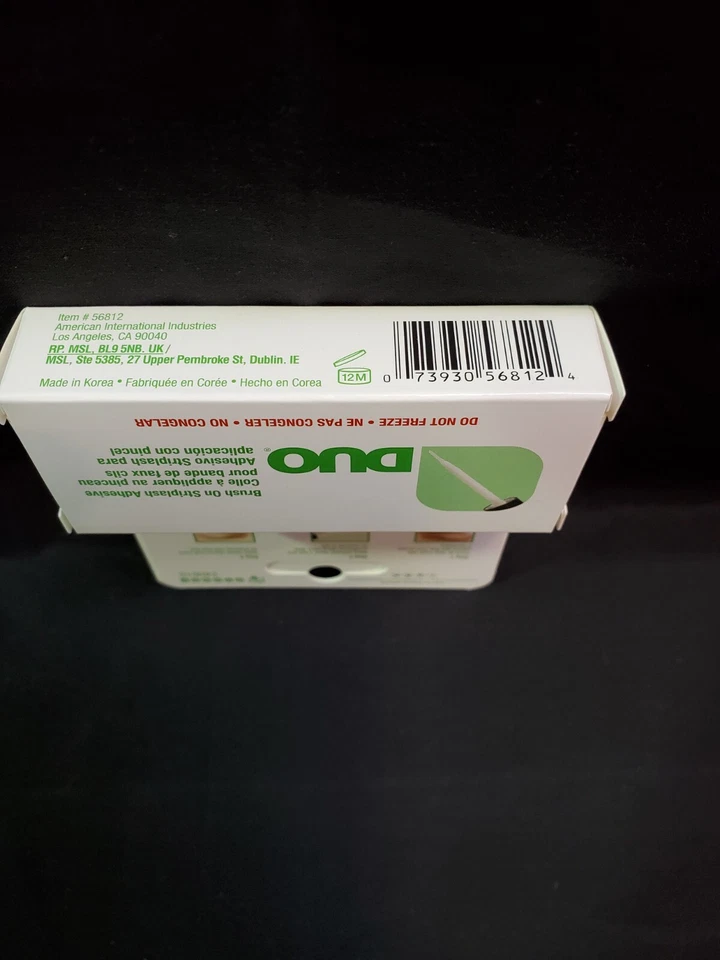 Item # 56812
American International Industries
Los Angeles, CA 90040
RP. MSL, BL9 5NB. UK /
MSL, Ste 5385, 27 Upper Pembroke St, Dublin. IE
Made in Korea • Fabriquée en Corée • Hecho en Corea
12M
0 73930 56812 4
DO NOT FREEZE • NE PAS CONGELER • NO CONGELAR
DUO®
Brush On Striplash Adhesive
Colle à appliquer au pinceau
pour bande de faux cils
Adhesivo Striplash para
aplicación con pincel